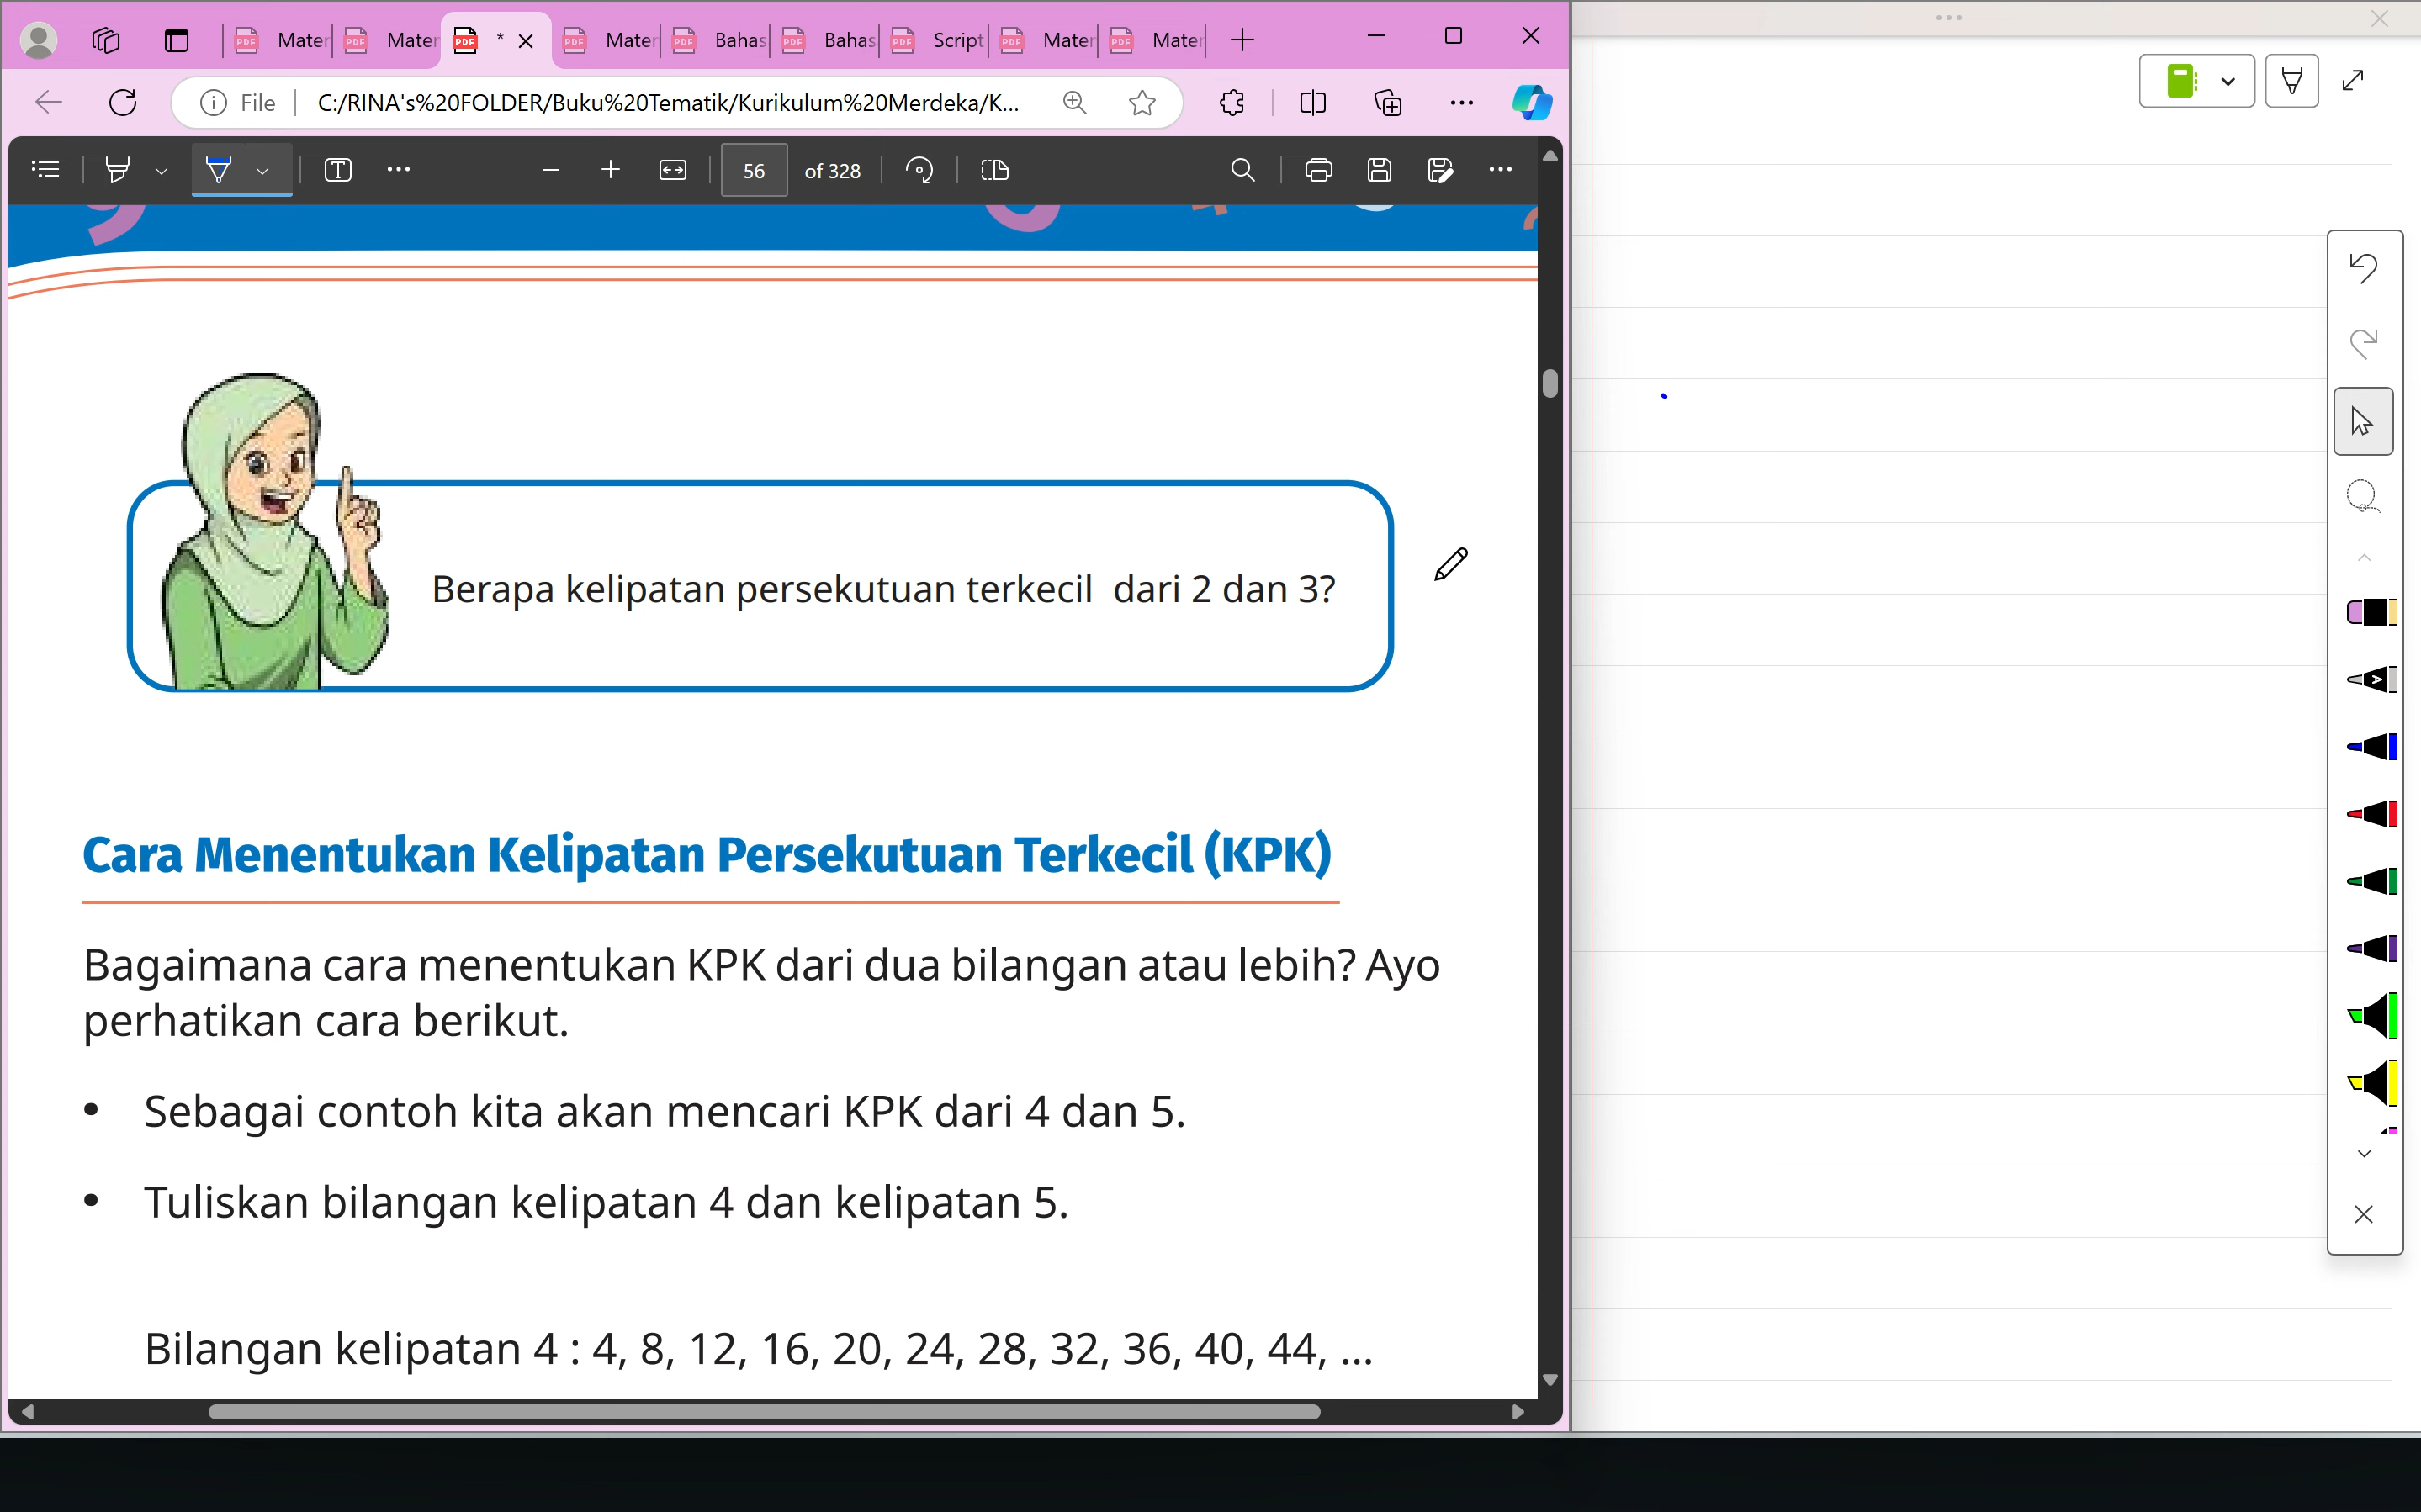 Mater
Mater
*
Mater
Bahas
Bahas
Script
Mater
Mater
File
C:/RINA's%20FOLDER/Buku%20Tematik/Kurikulum%20Merdeka/K...
56
of 328
Berapa kelipatan persekutuan terkecil dari 2 dan 3?
Cara Menentukan Kelipatan Persekutuan Terkecil (KPK)
Bagaimana cara menentukan KPK dari dua bilangan atau lebih? Ayo
perhatikan cara berikut.
• Sebagai contoh kita akan mencari KPK dari 4 dan 5.
• Tuliskan bilangan kelipatan 4 dan kelipatan 5.
Bilangan kelipatan 4 : 4, 8, 12, 16, 20, 24, 28, 32, 36, 40, 44, ...